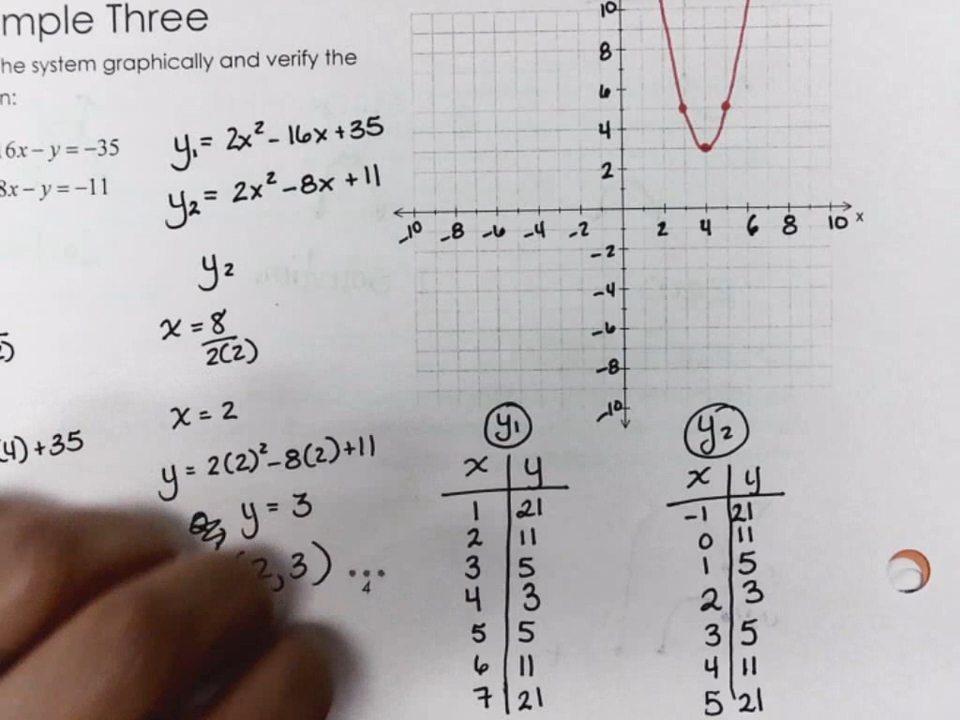 mple Three
he system graphically and verify the
n:
6x – y = –35
8x – y = –11
y₁ = 2x² – 16x + 35
y₂ = 2x² – 8x + 11
y₂
x = 8
2(2)
x = 2
(4) + 35
y = 2(2)² – 8(2) + 11
y = 3
2, 3) ...
4
10
8
6
4
2
-10 -8 -6 -4 -2 2 4 6 8 10 x
-2
-4
-6
-8
-10
y₁
x y
1 21
2 11
3 5
4 3
5 5
6 11
7 21
y₂
x y
-1 21
0 11
1 5
2 3
3 5
4 11
5 21